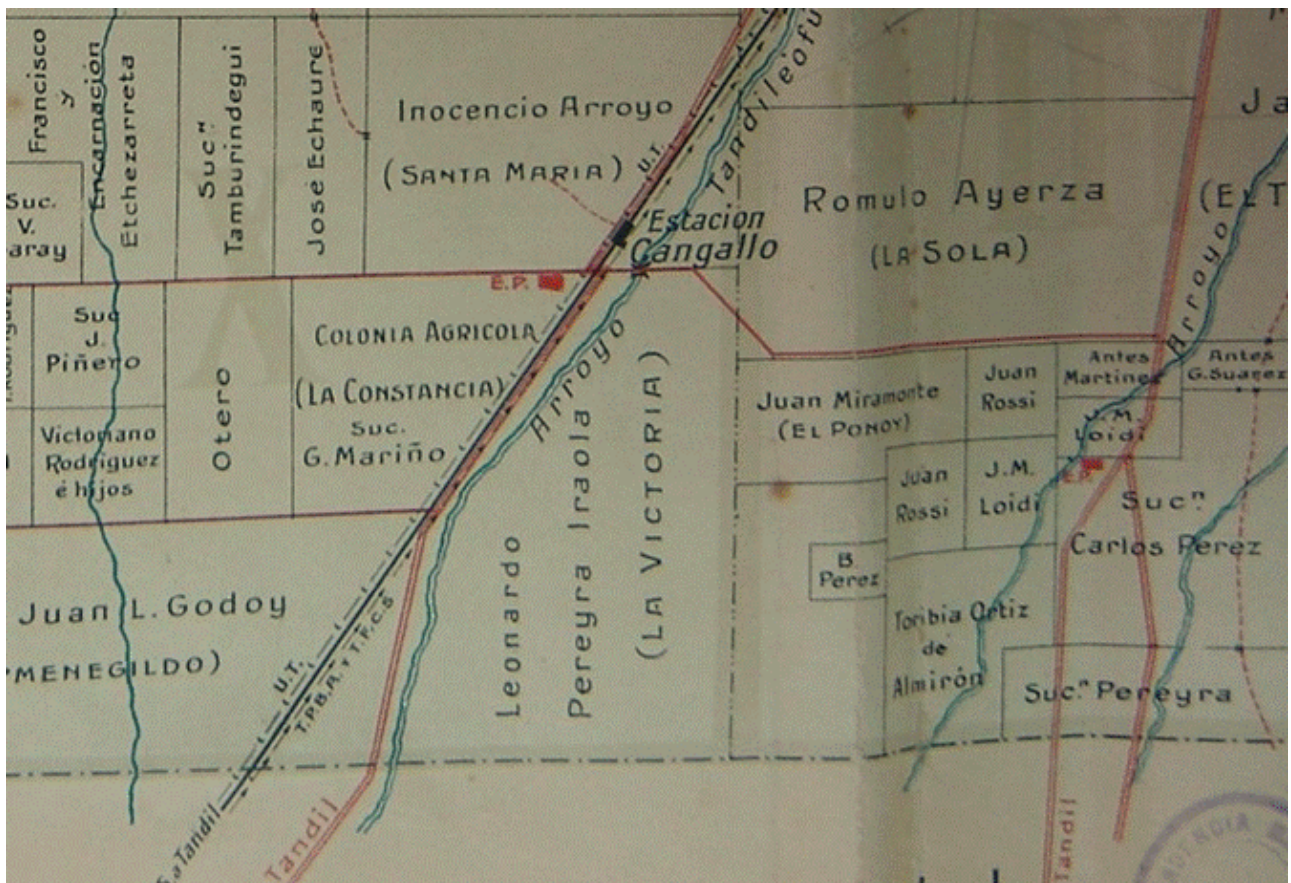 Francisco
y
Encarnación
Etchezarreta
Sucⁿ
Tamburindegui
José Echaure
Inocencio Arroyo
(SANTA MARIA)
U.T.
Tandileofú
Romulo Ayerza
(LA SOLA)
Ja
(EL T
Arroyo
Suc.
V.
aray
Estación
Gangallo
E.P.
Suc
J.
Piñero
Otero
COLONIA AGRICOLA
(LA CONSTANCIA)
Suc.
G. Mariño
Arroyo
Victoriano
Rodriguez
é hijos
Leonardo
Pereyra Iraola
(LA VICTORIA)
Juan Miramonte
(EL PONOY)
Juan
Rossi
Antes
Martinez
Antes
G. Suarez
J.M.
Loidi
E.P.
Juan
Rossi
J.M.
Loidi
Sucⁿ.
Carlos Perez
B
Perez
Toribia Ortiz
de
Almirón
Suc.ⁿ Pereyra
Juan L. Godoy
MENEGILDO)
U.T.
T.P.B.A. y T.F.C.S
a Tandil
Tandil
Tandil